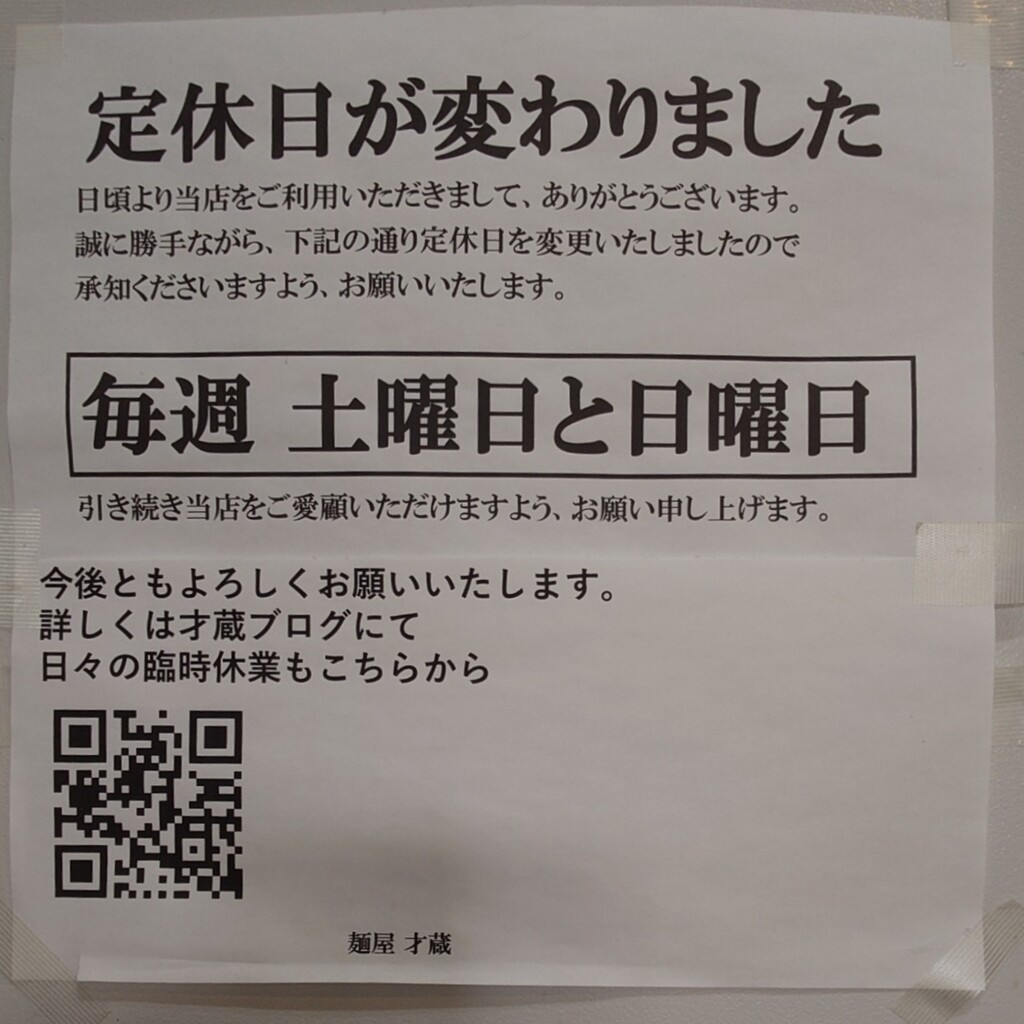 定休日が変わりました
日頃より当店をご利用いただきまして、ありがとうございます。
誠に勝手ながら、下記の通り定休日を変更いたしましたので
承知くださいますよう、お願いいたします。
毎週 土曜日と日曜日
引き続き当店をご愛顧いただけますよう、お願い申し上げます。
今後ともよろしくお願いいたします。
詳しくは才蔵ブログにて
日々の臨時休業もこちらから
麺屋 才蔵